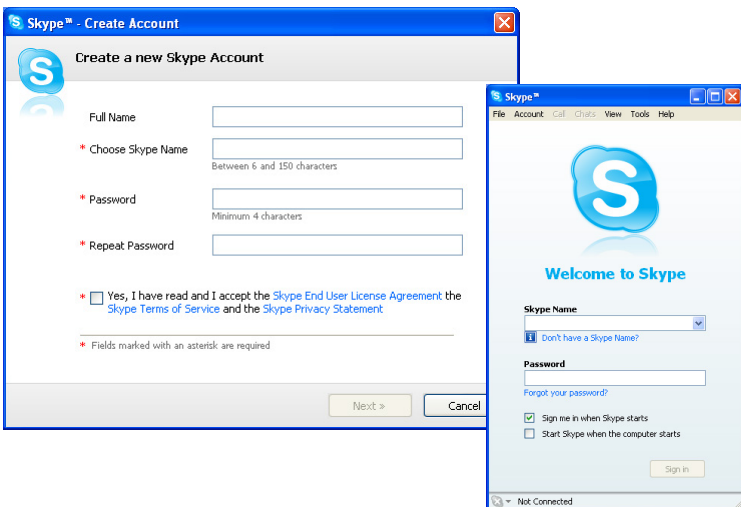 Skype™ - Create Account
Create a new Skype Account
Full Name
* Choose Skype Name
Between 6 and 150 characters
* Password
Minimum 4 characters
* Repeat Password
* Yes, I have read and I accept the Skype End User License Agreement the
Skype Terms of Service and the Skype Privacy Statement
* Fields marked with an asterisk are required
Next »
Cancel
Skype™
File Account Call Chats View Tools Help
Welcome to Skype
Skype Name
Don't have a Skype Name?
Password
Forgot your password?
Sign me in when Skype starts
Start Skype when the computer starts
Sign in
Not Connected